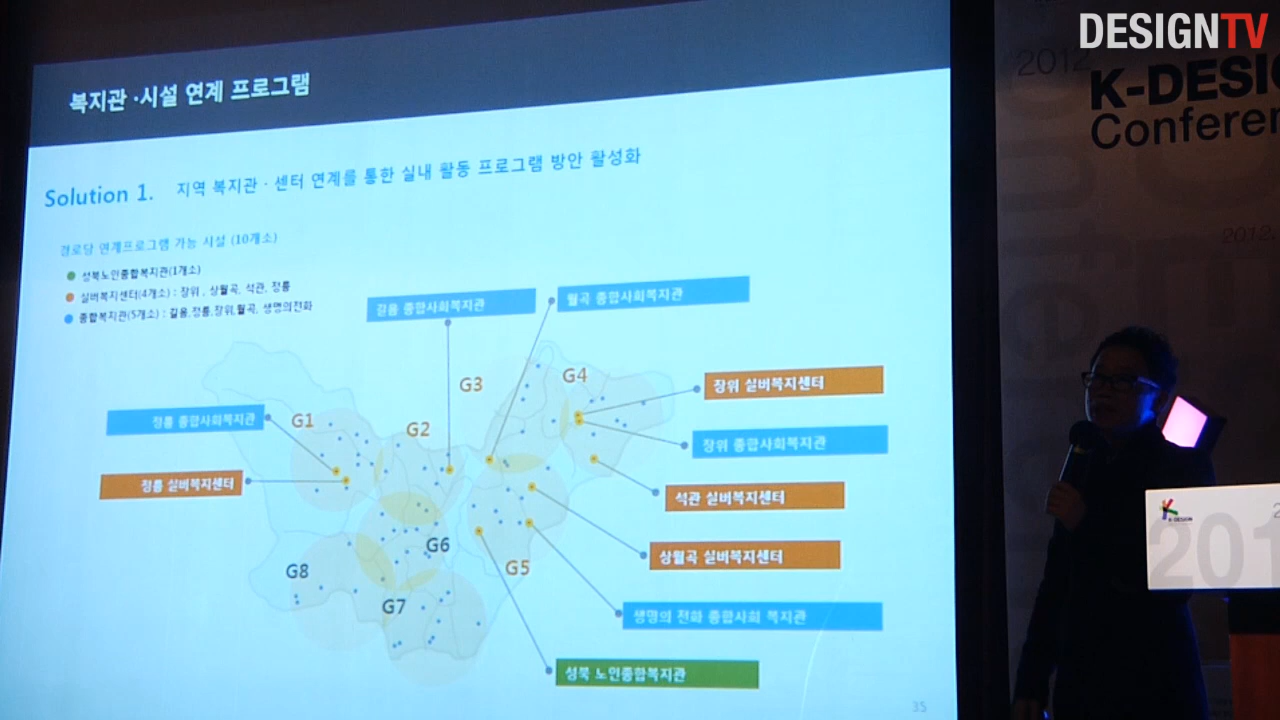 DESIGNTV
2012
K-DESI
Conferen
복지관 ·시설 연계 프로그램
Solution 1. 지역 복지관 · 센터 연계를 통한 실내 활동 프로그램 방안 활성화
경로당 연계프로그램 가능 시설 (10개소)
성북노인종합복지관(1개소)
실버복지센터(4개소) : 장위 , 상월곡, 석관, 정릉
종합복지관(5개소) : 길음,정릉,장위,월곡, 생명의전화
길음 종합사회복지관
월곡 종합사회복지관
G3
G4
장위 실버복지센터
정릉 종합사회복지관
G1
G2
장위 종합사회복지관
정릉 실버복지센터
석관 실버복지센터
G6
상월곡 실버복지센터
G8
G5
G7
생명의 전화 종합사회 복지관
성북 노인종합복지관
35
2012
K-DESIGN
201